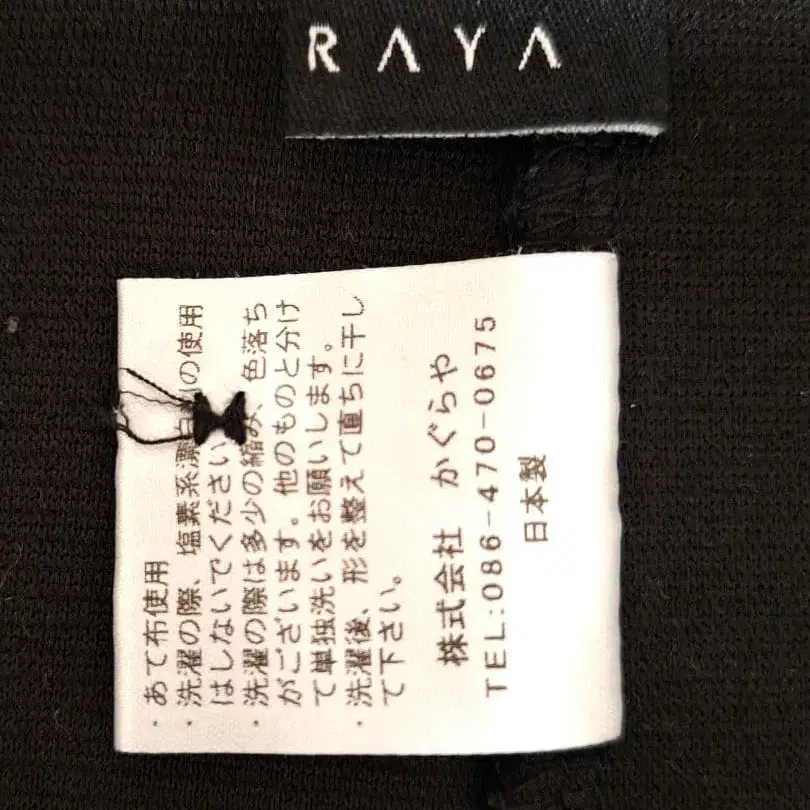 RAYA
・あて布使用
・洗濯の際、塩素系漂白 の使用
はしないでください
・洗濯の際は多少の縮み、色落ち
がございます。他のものと分け
て単独洗いをお願いします。
・洗濯後、形を整えて直ちに干し
て下さい。
株式会社 かぐらや
TEL:086-470-0675
日本製